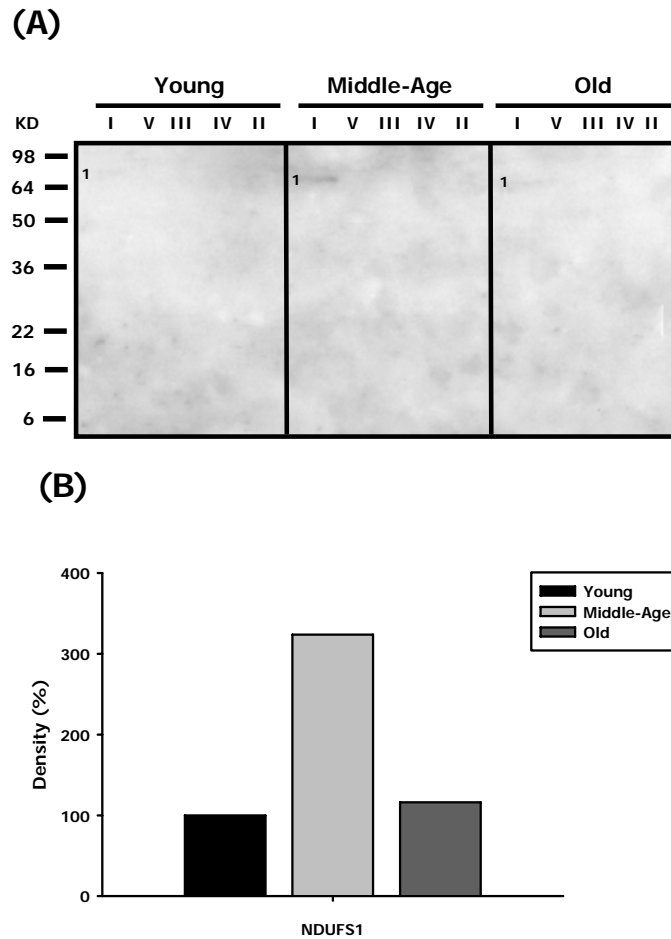 (A)
Young Middle-Age Old
KD I V III IV II I V III IV II I V III IV II
98
1
64 1 1
50
36
22
16
6
(B)
400
Young
Middle-Age
Old
300
200
100
0
Density (%)
NDUFS1